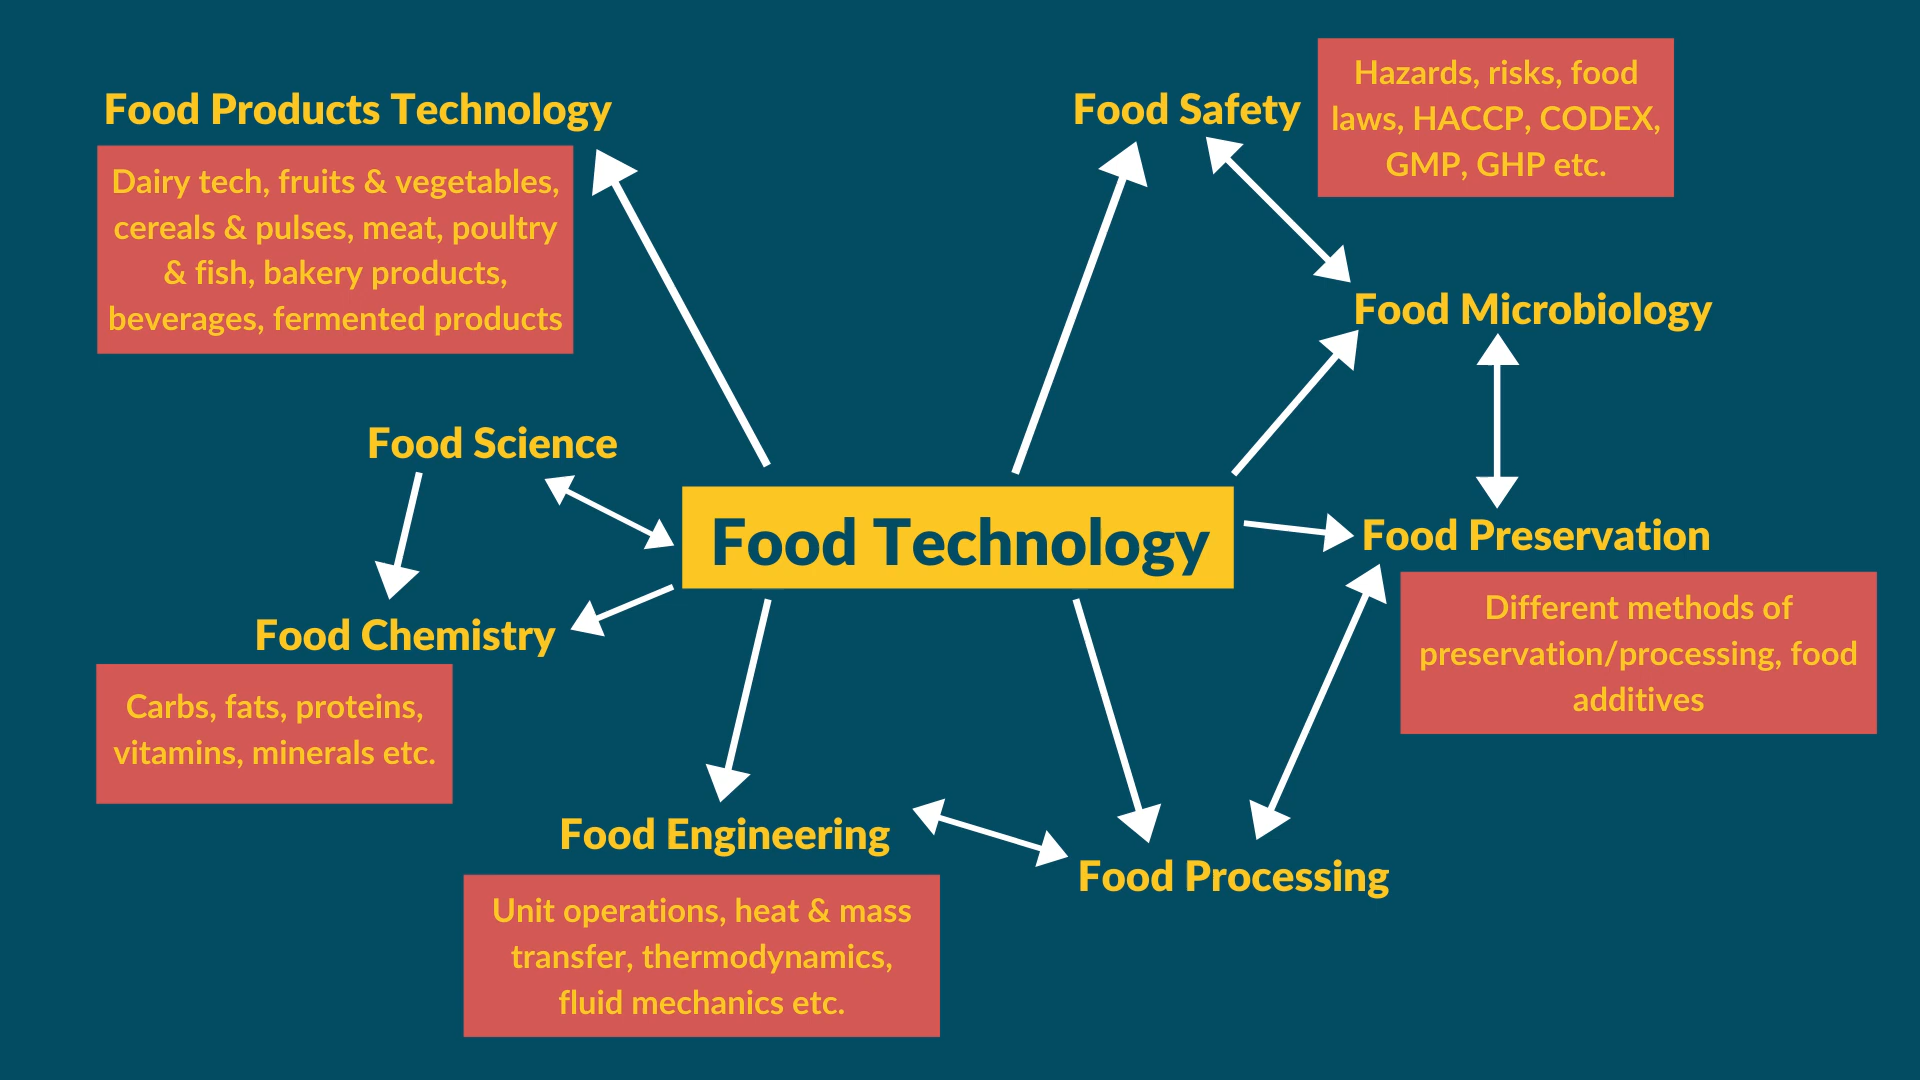 Food Products Technology
Dairy tech, fruits & vegetables,
cereals & pulses, meat, poultry
& fish, bakery products,
beverages, fermented products
Food Safety
Hazards, risks, food
laws, HACCP, CODEX,
GMP, GHP etc.
Food Microbiology
Food Science
Food Technology
Food Preservation
Different methods of
preservation/processing, food
additives
Food Chemistry
Carbs, fats, proteins,
vitamins, minerals etc.
Food Engineering
Unit operations, heat & mass
transfer, thermodynamics,
fluid mechanics etc.
Food Processing